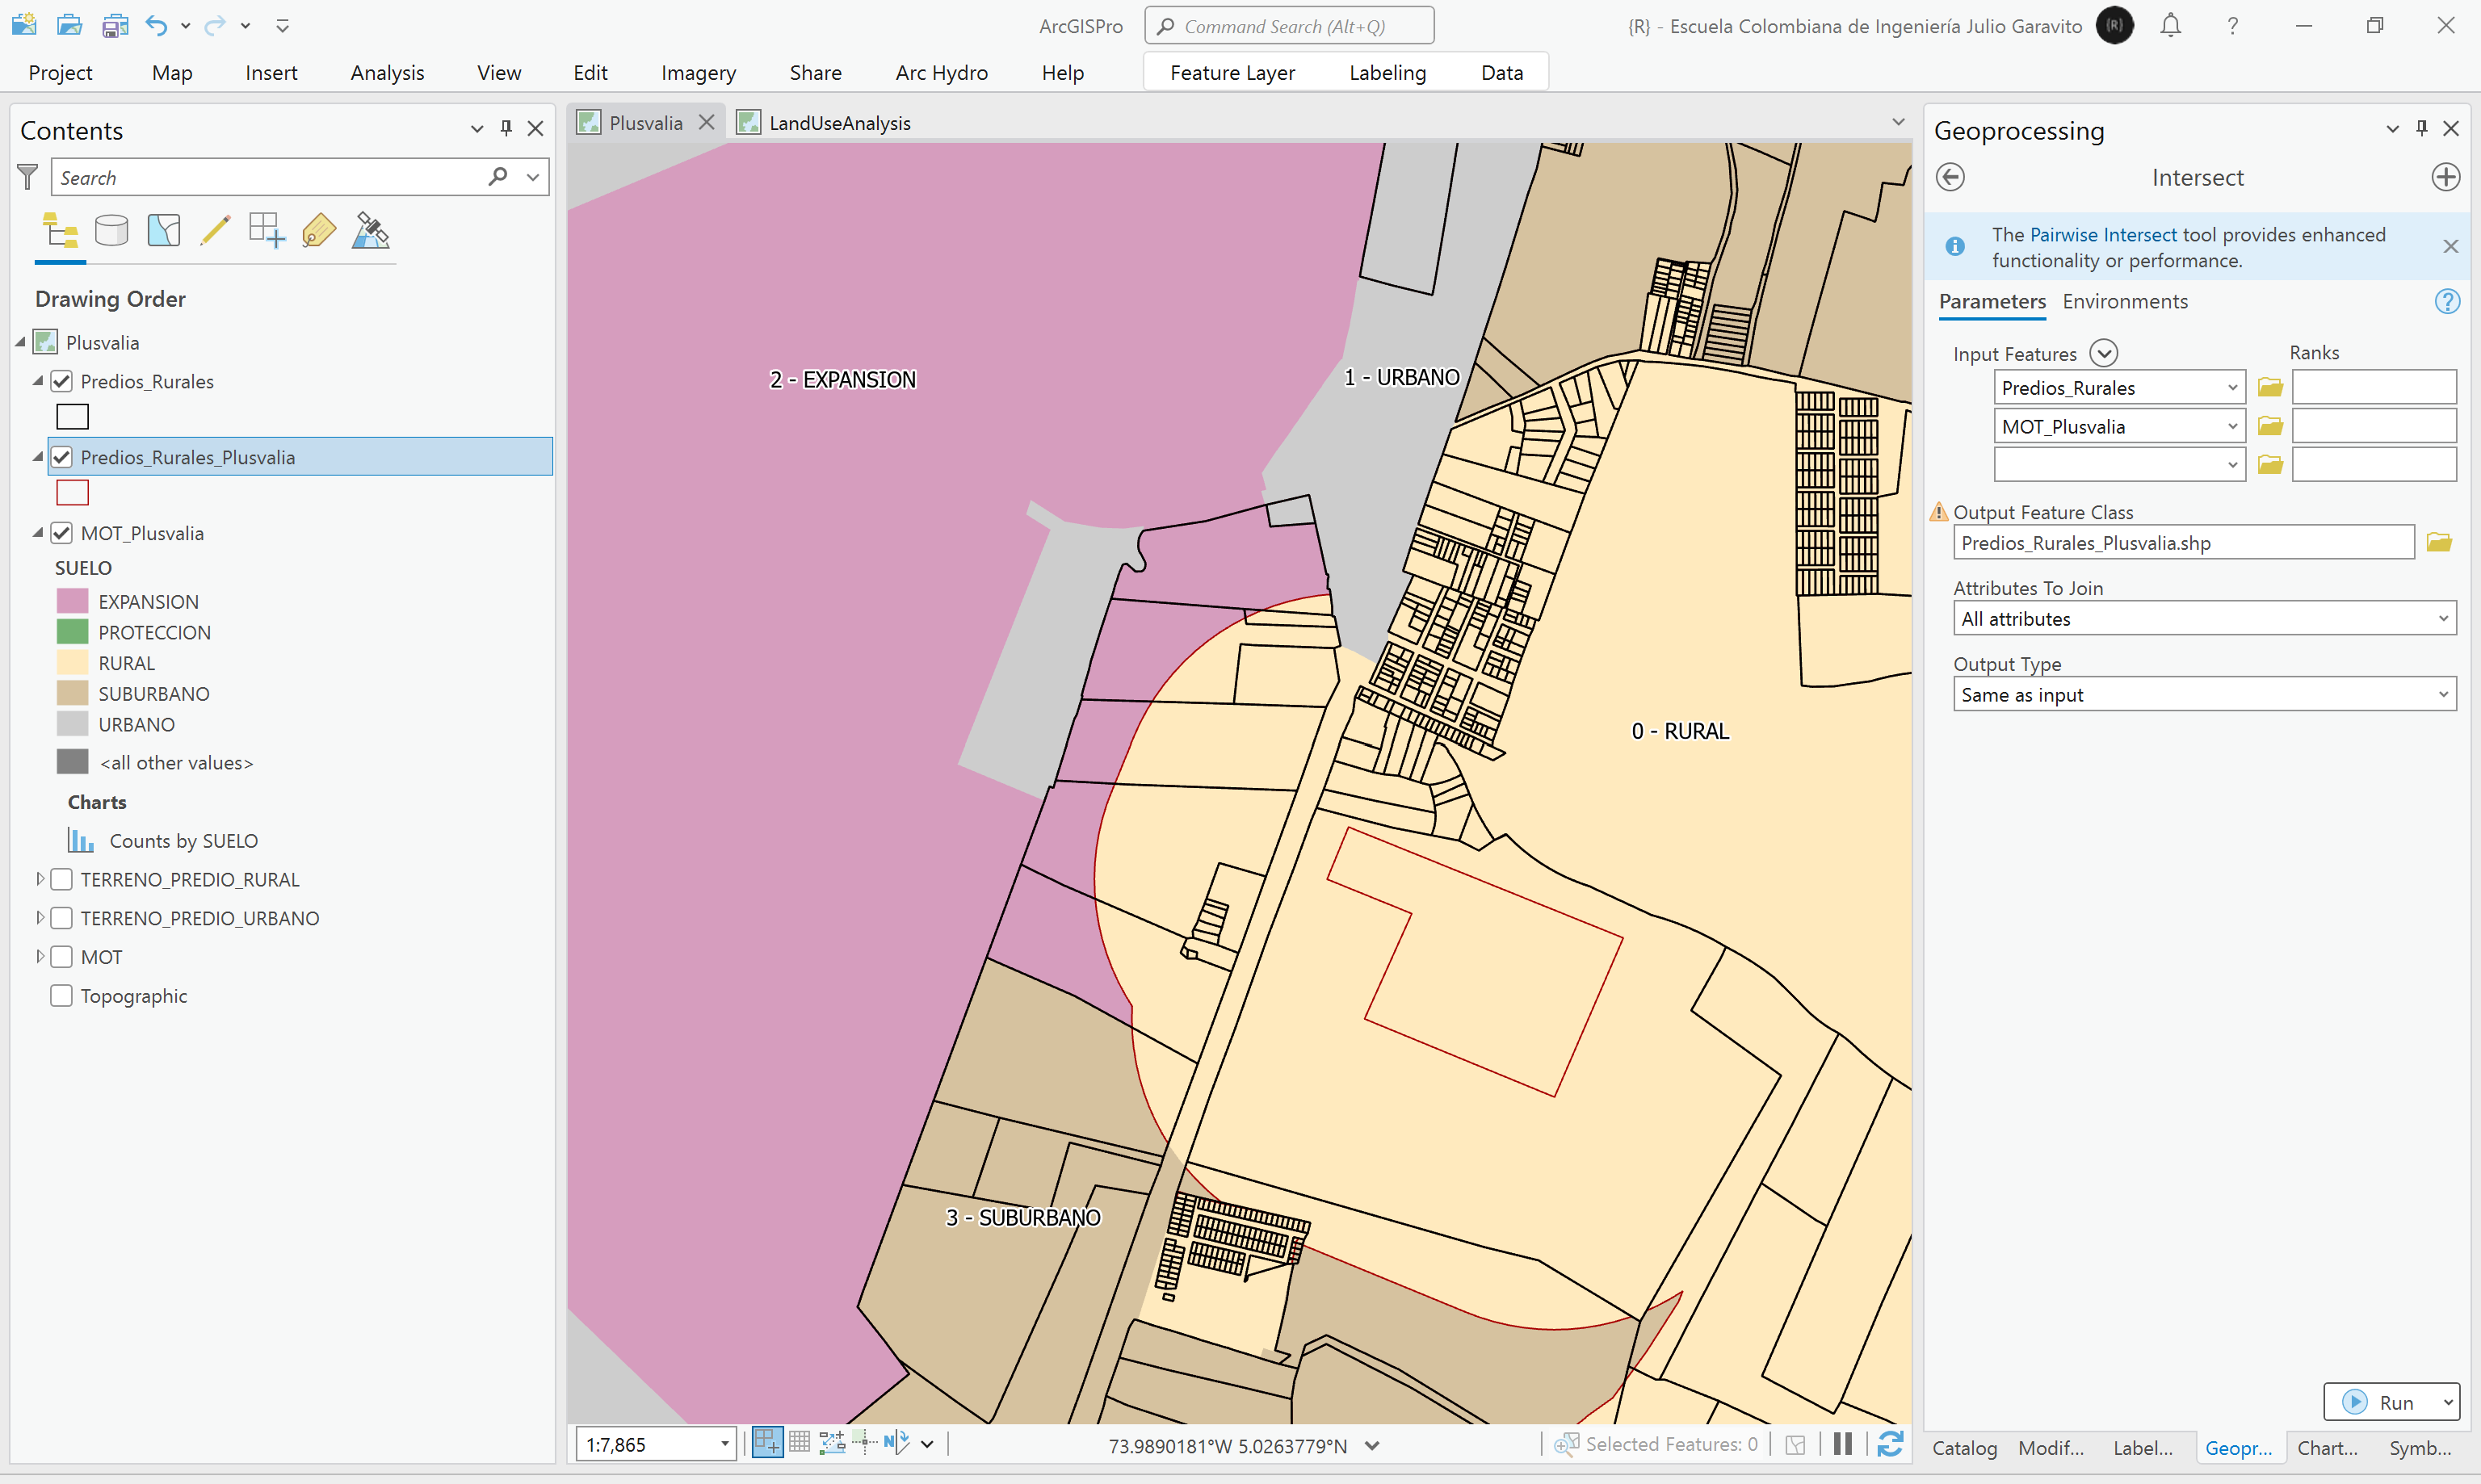 ArcGISPro
Command Search (Alt+Q)
{R} - Escuela Colombiana de Ingeniería Julio Garavito
{R}
?
Project
Map
Insert
Analysis
View
Edit
Imagery
Share
Arc Hydro
Help
Feature Layer
Labeling
Data
Contents
Search
Drawing Order
Plusvalia
Predios_Rurales
Predios_Rurales_Plusvalia
MOT_Plusvalia
SUELO
EXPANSION
PROTECCION
RURAL
SUBURBANO
URBANO
<all other values>
Charts
Counts by SUELO
TERRENO_PREDIO_RURAL
TERRENO_PREDIO_URBANO
MOT
Topographic
Plusvalia
LandUseAnalysis
2 - EXPANSION
1 - URBANO
0 - RURAL
3 - SUBURBANO
1:7,865
73.9890181°W 5.0263779°N
Selected Features: 0
Geoprocessing
Intersect
The Pairwise Intersect tool provides enhanced
functionality or performance.
Parameters Environments
?
Input Features
Ranks
Predios_Rurales
MOT_Plusvalia
Output Feature Class
Predios_Rurales_Plusvalia.shp
Attributes To Join
All attributes
Output Type
Same as input
Run
Catalog
Modif...
Label...
Geopr...
Chart...
Symb...